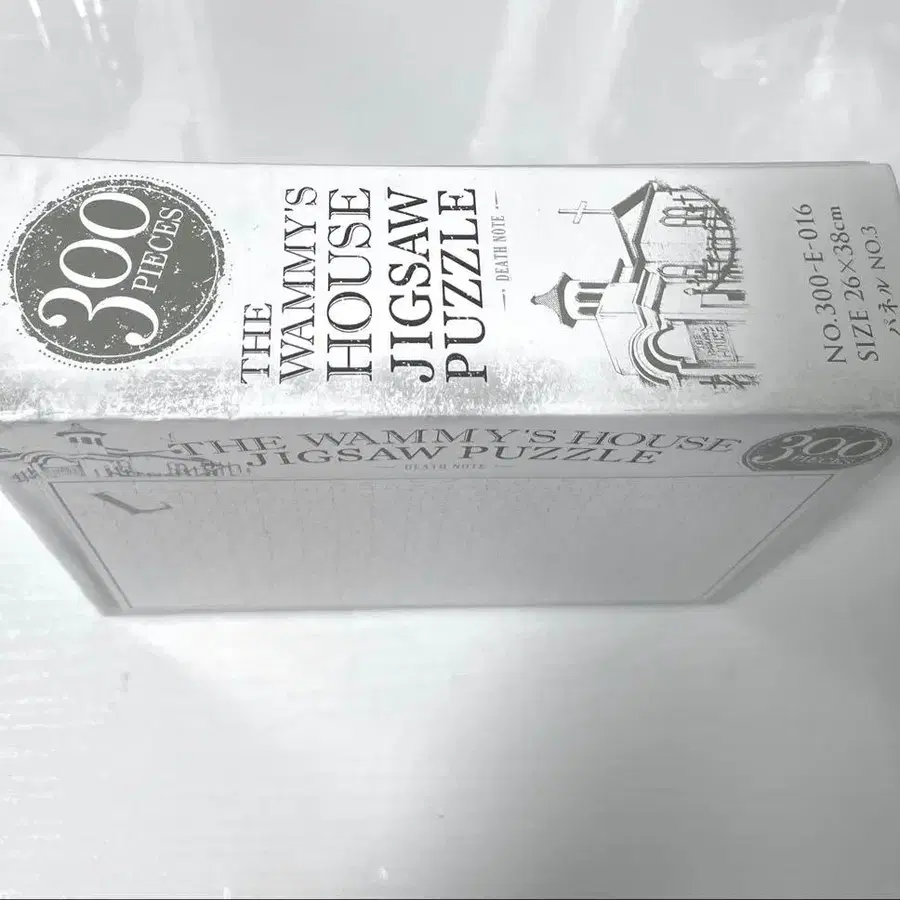 300
PIECES
THE
WAMMY'S
HOUSE
JIGSAW
PUZZLE
DEATH NOTE
NO.300-E-016
SIZE 26×38cm
パネル NO.3
THE WAMMY'S HOUSE
JIGSAW PUZZLE
DEATH NOTE
300
PIECES
L